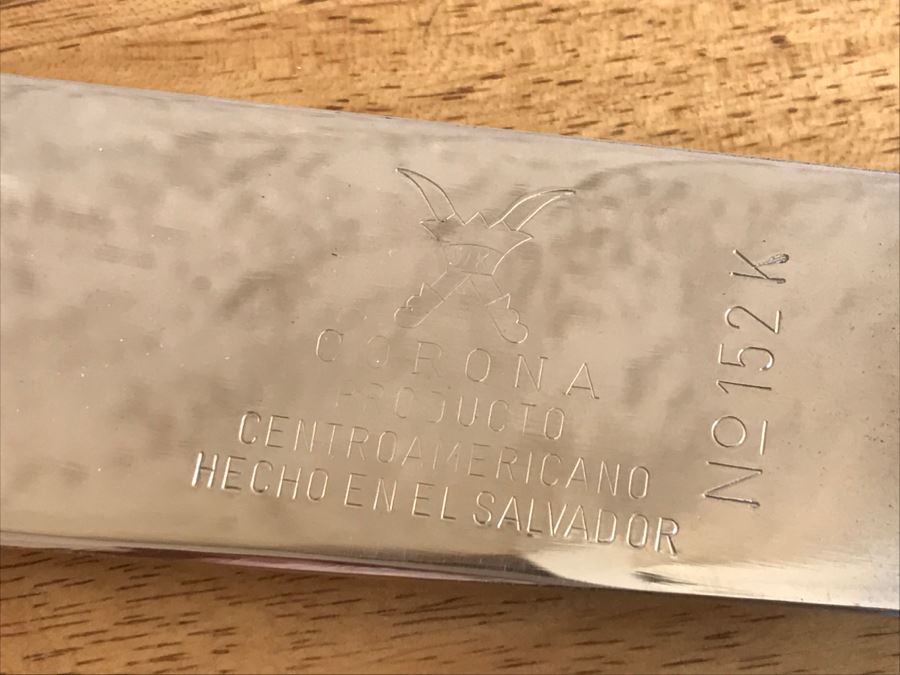 CORONA
PRODUCTO
CENTROAMERICANO
HECHO EN EL SALVADOR
Nº 152 K